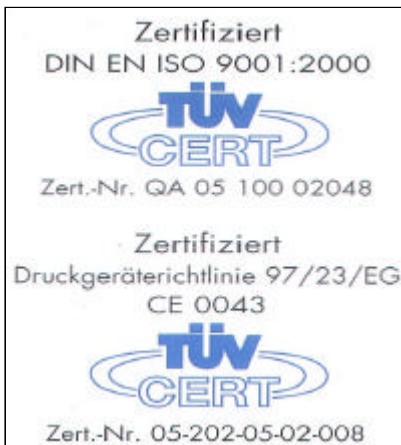 Zertifiziert
DIN EN ISO 9001:2000
TÜV
CERT
Zert.-Nr. QA 05 100 02048
Zertifiziert
Druckgeräterichtlinie 97/23/EG
CE 0043
TÜV
CERT
Zert.-Nr. 05-202-05-02-008